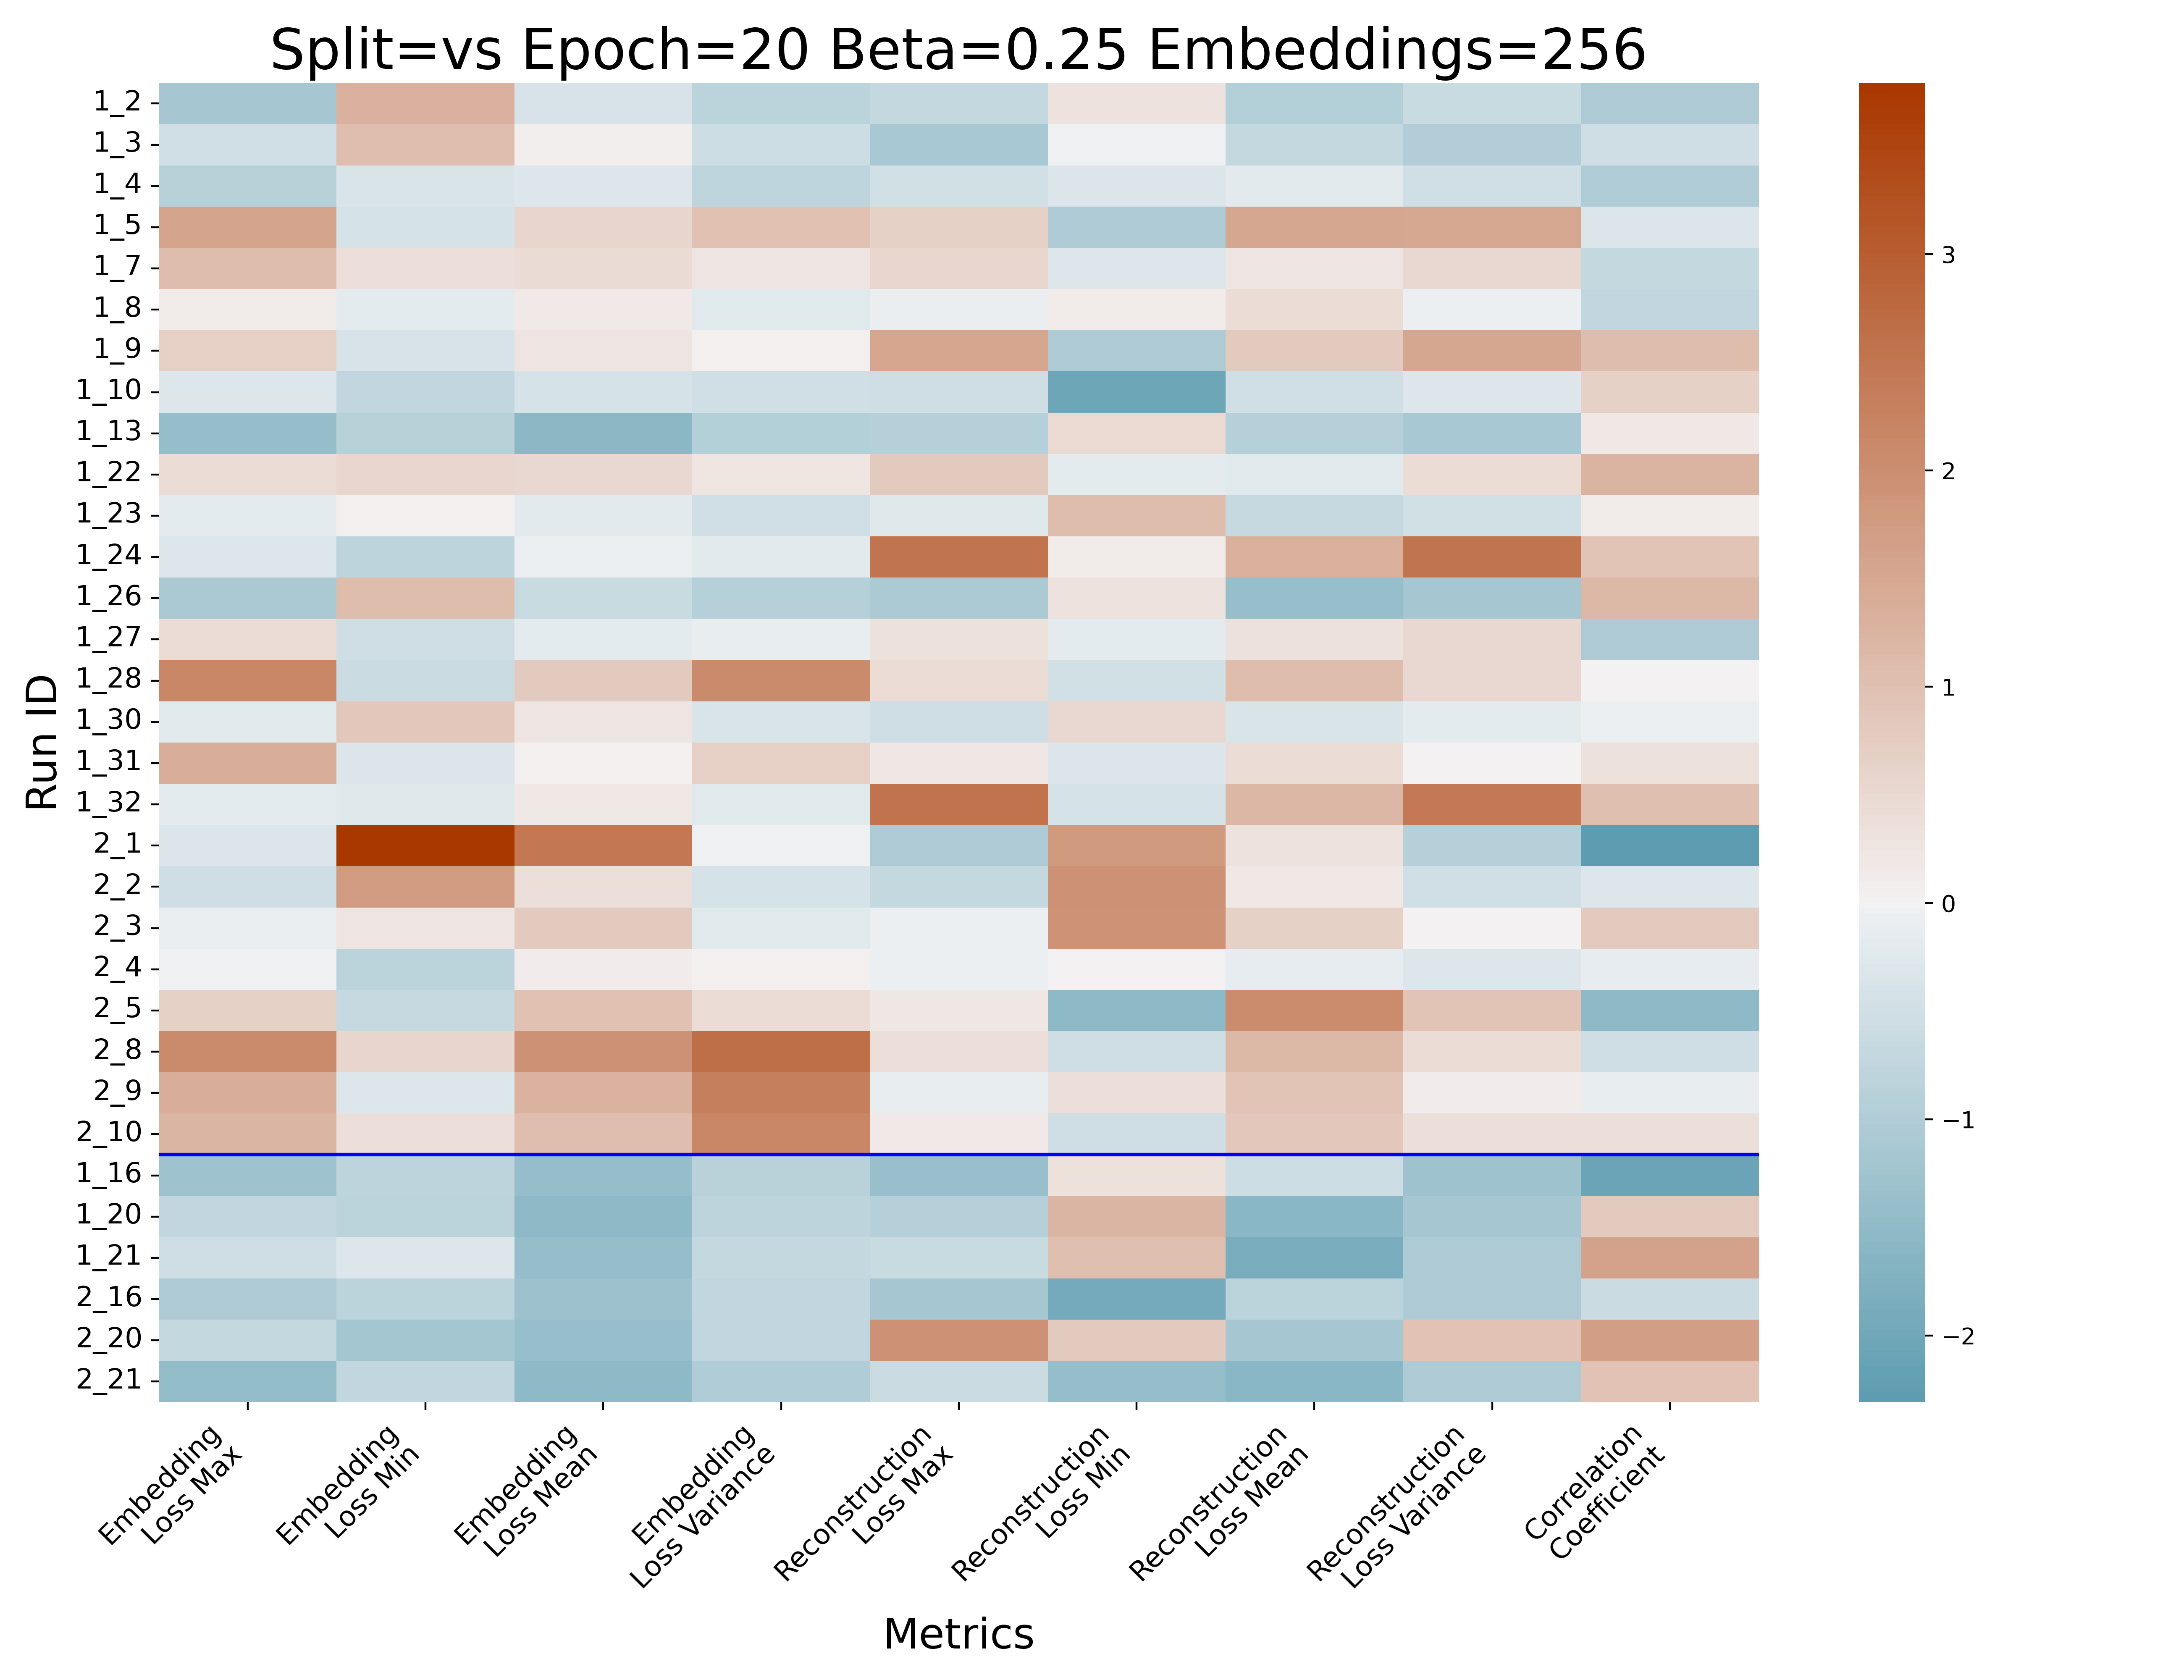 Split=vs Epoch=20 Beta=0.25 Embeddings=256
Run ID
1_2
1_3
1_4
1_5
1_7
1_8
1_9
1_10
1_13
1_22
1_23
1_24
1_26
1_27
1_28
1_30
1_31
1_32
2_1
2_2
2_3
2_4
2_5
2_8
2_9
2_10
1_16
1_20
1_21
2_16
2_20
2_21
3
2
1
0
−1
−2
Embedding
Loss Max
Embedding
Loss Min
Embedding
Loss Mean
Embedding
Loss Variance
Reconstruction
Loss Max
Reconstruction
Loss Min
Reconstruction
Loss Mean
Reconstruction
Loss Variance
Correlation
Coefficient
Metrics